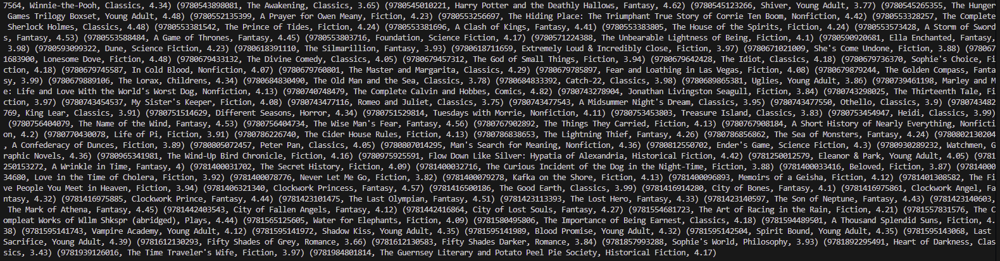 7564, Winnie-the-Pooh, Classics, 4.34) (9780543898081, The Awakening, Classics, 3.65) (9780545010221, Harry Potter and the Deathly Hallows, Fantasy, 4.62) (9780545123266, Shiver, Young Adult, 3.77) (9780545265355, The Hunger
 Games Trilogy Boxset, Young Adult, 4.48) (9780552135399, A Prayer for Owen Meany, Fiction, 4.23) (9780553256697, The Hiding Place: The Triumphant True Story of Corrie Ten Boom, Nonfiction, 4.42) (9780553328257, The Complete
 Sherlock Holmes, Classics, 4.48) (9780553381542, The Prince of Tides, Fiction, 4.24) (9780553381696, A Clash of Kings, Fantasy, 4.41) (9780553383805, The House of the Spirits, Fiction, 4.24) (9780553573428, A Storm of Sword
s, Fantasy, 4.53) (9780553588484, A Game of Thrones, Fantasy, 4.45) (9780553803716, Foundation, Science Fiction, 4.17) (9780571224388, The Unbearable Lightness of Being, Fiction, 4.1) (9780590920681, Ella Enchanted, Fantasy,
 3.98) (9780593099322, Dune, Science Fiction, 4.23) (9780618391110, The Silmarillion, Fantasy, 3.93) (9780618711659, Extremely Loud & Incredibly Close, Fiction, 3.97) (9780671021009, She's Come Undone, Fiction, 3.88) (978067
1683900, Lonesome Dove, Fiction, 4.48) (9780679433132, The Divine Comedy, Classics, 4.05) (9780679457312, The God of Small Things, Fiction, 3.94) (9780679642428, The Idiot, Classics, 4.18) (9780679736370, Sophie's Choice, Fi
ction, 4.18) (9780679745587, In Cold Blood, Nonfiction, 4.07) (9780679760801, The Master and Margarita, Classics, 4.29) (9780679785897, Fear and Loathing in Las Vegas, Fiction, 4.08) (9780679879244, The Golden Compass, Fanta
sy, 3.99) (9780679889106, The Lorax, Childrens, 4.34) (9780684830490, The Old Man and the Sea, Classics, 3.78) (9780684833392, Catch-22, Classics, 3.98) (9780689865381, Uglies, Young Adult, 3.86) (9780739461198, Marley and M
e: Life and Love With the World's Worst Dog, Nonfiction, 4.13) (9780740748479, The Complete Calvin and Hobbes, Comics, 4.82) (9780743278904, Jonathan Livingston Seagull, Fiction, 3.84) (9780743298025, The Thirteenth Tale, Fi
ction, 3.97) (9780743454537, My Sister's Keeper, Fiction, 4.08) (9780743477116, Romeo and Juliet, Classics, 3.75) (9780743477543, A Midsummer Night's Dream, Classics, 3.95) (9780743477550, Othello, Classics, 3.9) (9780743482
769, King Lear, Classics, 3.91) (9780751514629, Different Seasons, Horror, 4.34) (9780751529814, Tuesdays with Morrie, Nonfiction, 4.11) (9780753453803, Treasure Island, Classics, 3.83) (9780753454947, Heidi, Classics, 3.99)
 (9780756404079, The Name of the Wind, Fantasy, 4.53) (9780756404734, The Wise Man's Fear, Fantasy, 4.56) (9780767902892, The Things They Carried, Fiction, 4.13) (9780767908184, A Short History of Nearly Everything, Nonficti
on, 4.2) (9780770430078, Life of Pi, Fiction, 3.91) (9780786226740, The Cider House Rules, Fiction, 4.13) (9780786838653, The Lightning Thief, Fantasy, 4.26) (9780786856862, The Sea of Monsters, Fantasy, 4.24) (9780802130204
, A Confederacy of Dunces, Fiction, 3.89) (9780805072457, Peter Pan, Classics, 4.05) (9780807014295, Man's Search for Meaning, Nonfiction, 4.36) (9780812550702, Ender's Game, Science Fiction, 4.3) (9780930289232, Watchmen, G
raphic Novels, 4.36) (9780965341981, The Wind-Up Bird Chronicle, Fiction, 4.16) (9780975925591, Flow Down Like Silver: Hypatia of Alexandria, Historical Fiction, 4.42) (9781250012579, Eleanor & Park, Young Adult, 4.05) (9781
250153272, A Wrinkle in Time, Fantasy, 4) (9781400031702, The Secret History, Fiction, 4.09) (9781400032716, The Curious Incident of the Dog in the Night-Time, Fiction, 3.88) (9781400033416, Beloved, Fiction, 3.87) (97814000
34680, Love in the Time of Cholera, Fiction, 3.92) (9781400078776, Never Let Me Go, Fiction, 3.82) (9781400079278, Kafka on the Shore, Fiction, 4.13) (9781400096893, Memoirs of a Geisha, Fiction, 4.12) (9781401308582, The Fi
ve People You Meet in Heaven, Fiction, 3.94) (9781406321340, Clockwork Princess, Fantasy, 4.57) (9781416500186, The Good Earth, Classics, 3.99) (9781416914280, City of Bones, Fantasy, 4.1) (9781416975861, Clockwork Angel, Fa
ntasy, 4.32) (9781416975885, Clockwork Prince, Fantasy, 4.44) (9781423101475, The Last Olympian, Fantasy, 4.51) (9781423113393, The Lost Hero, Fantasy, 4.33) (9781423140597, The Son of Neptune, Fantasy, 4.43) (9781423140603,
 The Mark of Athena, Fantasy, 4.45) (9781442403543, City of Fallen Angels, Fantasy, 4.12) (9781442416864, City of Lost Souls, Fantasy, 4.27) (9781554681723, The Art of Racing in the Rain, Fiction, 4.21) (9781557831576, The C
ompleat Works of Wllm Shkspr (abridged), Plays, 4.44) (9781565125605, Water for Elephants, Fiction, 4.09) (9781580495806, The Importance of Being Earnest, Classics, 4.18) (9781594489501, A Thousand Splendid Suns, Fiction, 4.
38) (9781595141743, Vampire Academy, Young Adult, 4.12) (9781595141972, Shadow Kiss, Young Adult, 4.35) (9781595141989, Blood Promise, Young Adult, 4.32) (9781595142504, Spirit Bound, Young Adult, 4.35) (9781595143068, Last 
Sacrifice, Young Adult, 4.39) (9781612130293, Fifty Shades of Grey, Romance, 3.66) (9781612130583, Fifty Shades Darker, Romance, 3.84) (9781857993288, Sophie's World, Philosophy, 3.93) (9781892295491, Heart of Darkness, Clas
sics, 3.43) (9781939126016, The Time Traveler's Wife, Fiction, 3.97) (9781984801814, The Guernsey Literary and Potato Peel Pie Society, Historical Fiction, 4.17)